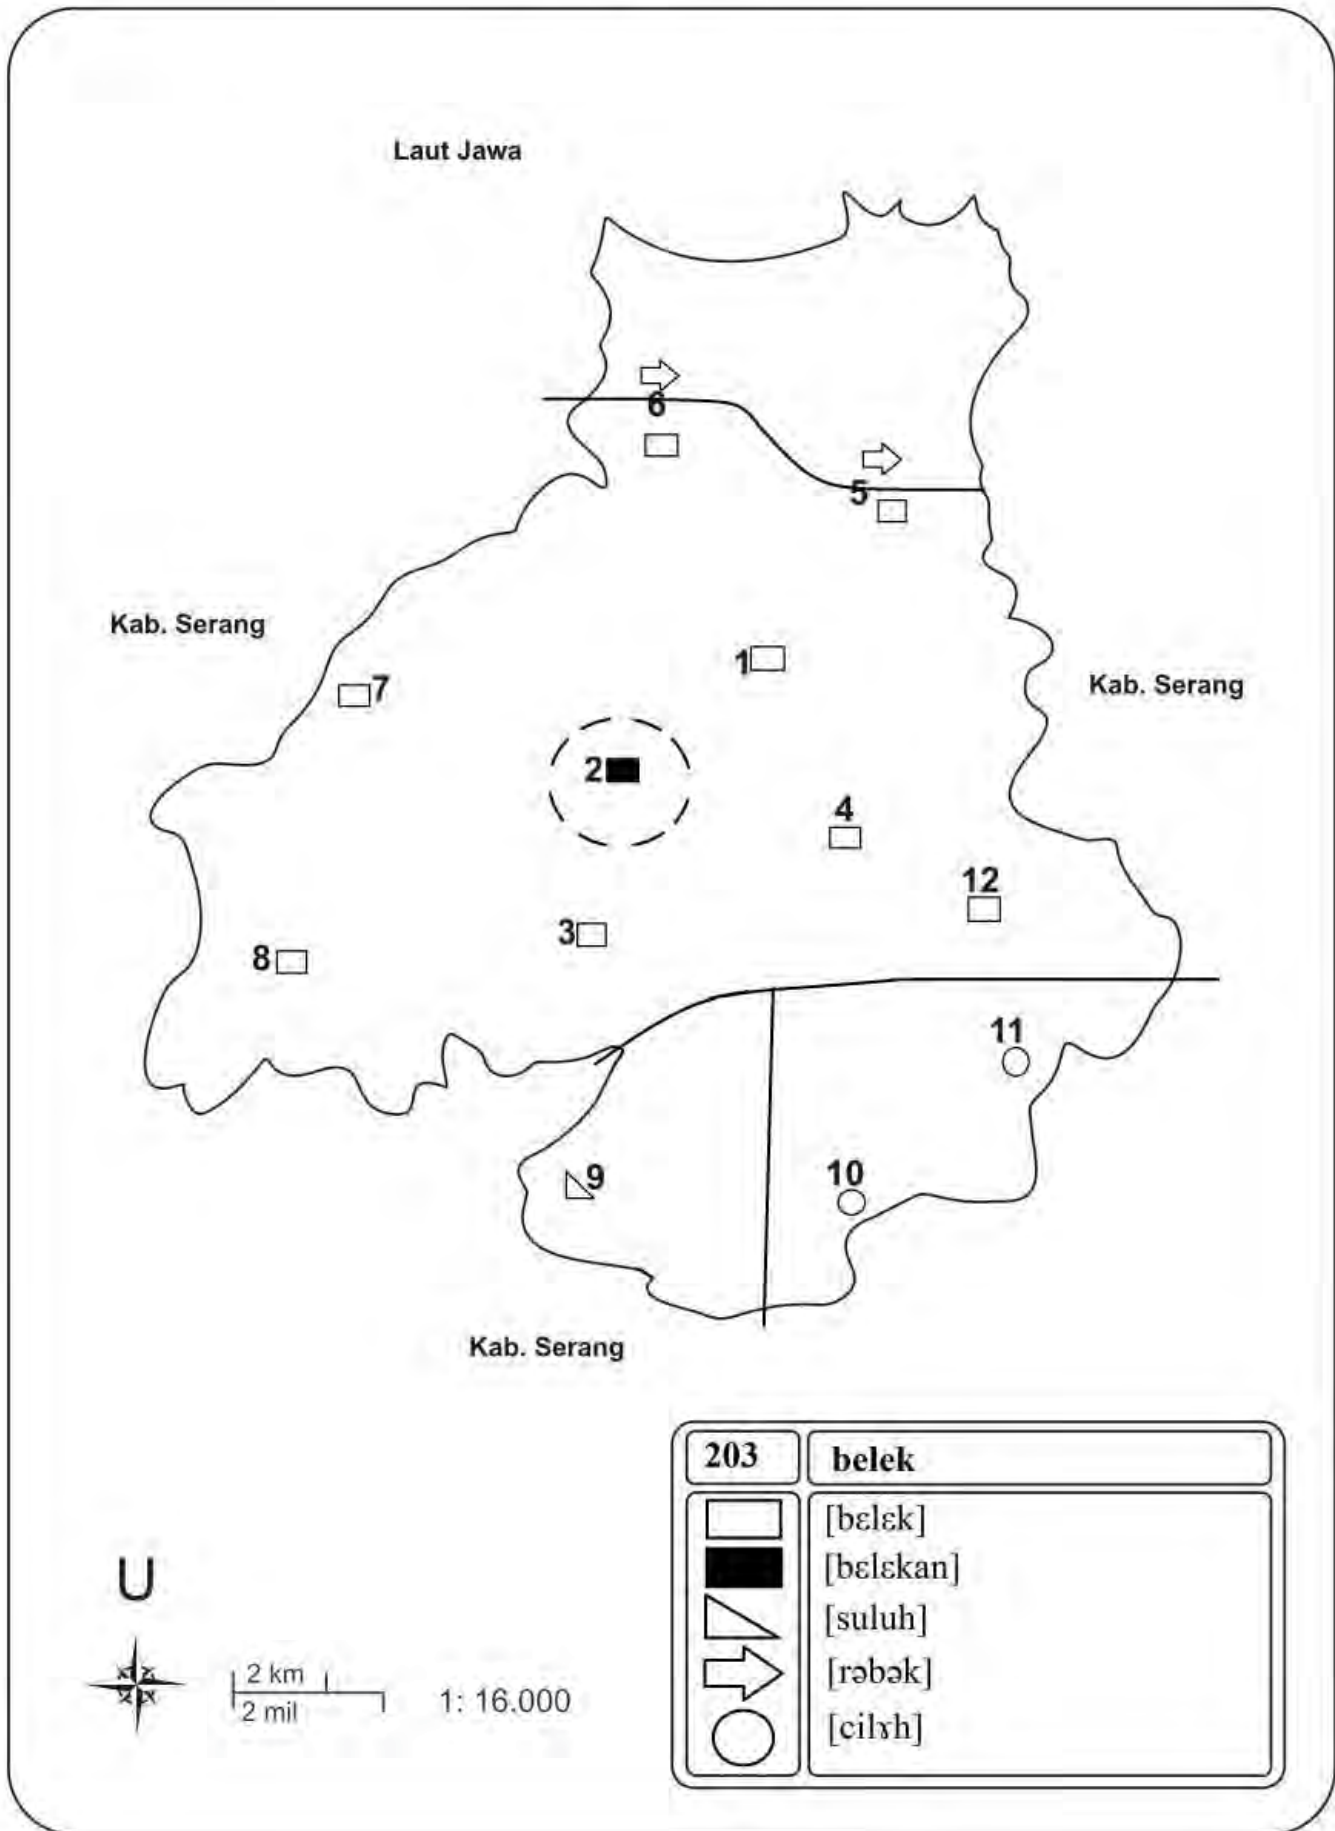 Laut Jawa
6
5
Kab. Serang
1
Kab. Serang
7
2
4
12
3
8
11
9
10
Kab. Serang
203 belek
[bɛlɛk]
[bɛlɛkan]
[suluh]
[rəbək]
[cilɤh]
U
2 km
2 mil
1: 16.000